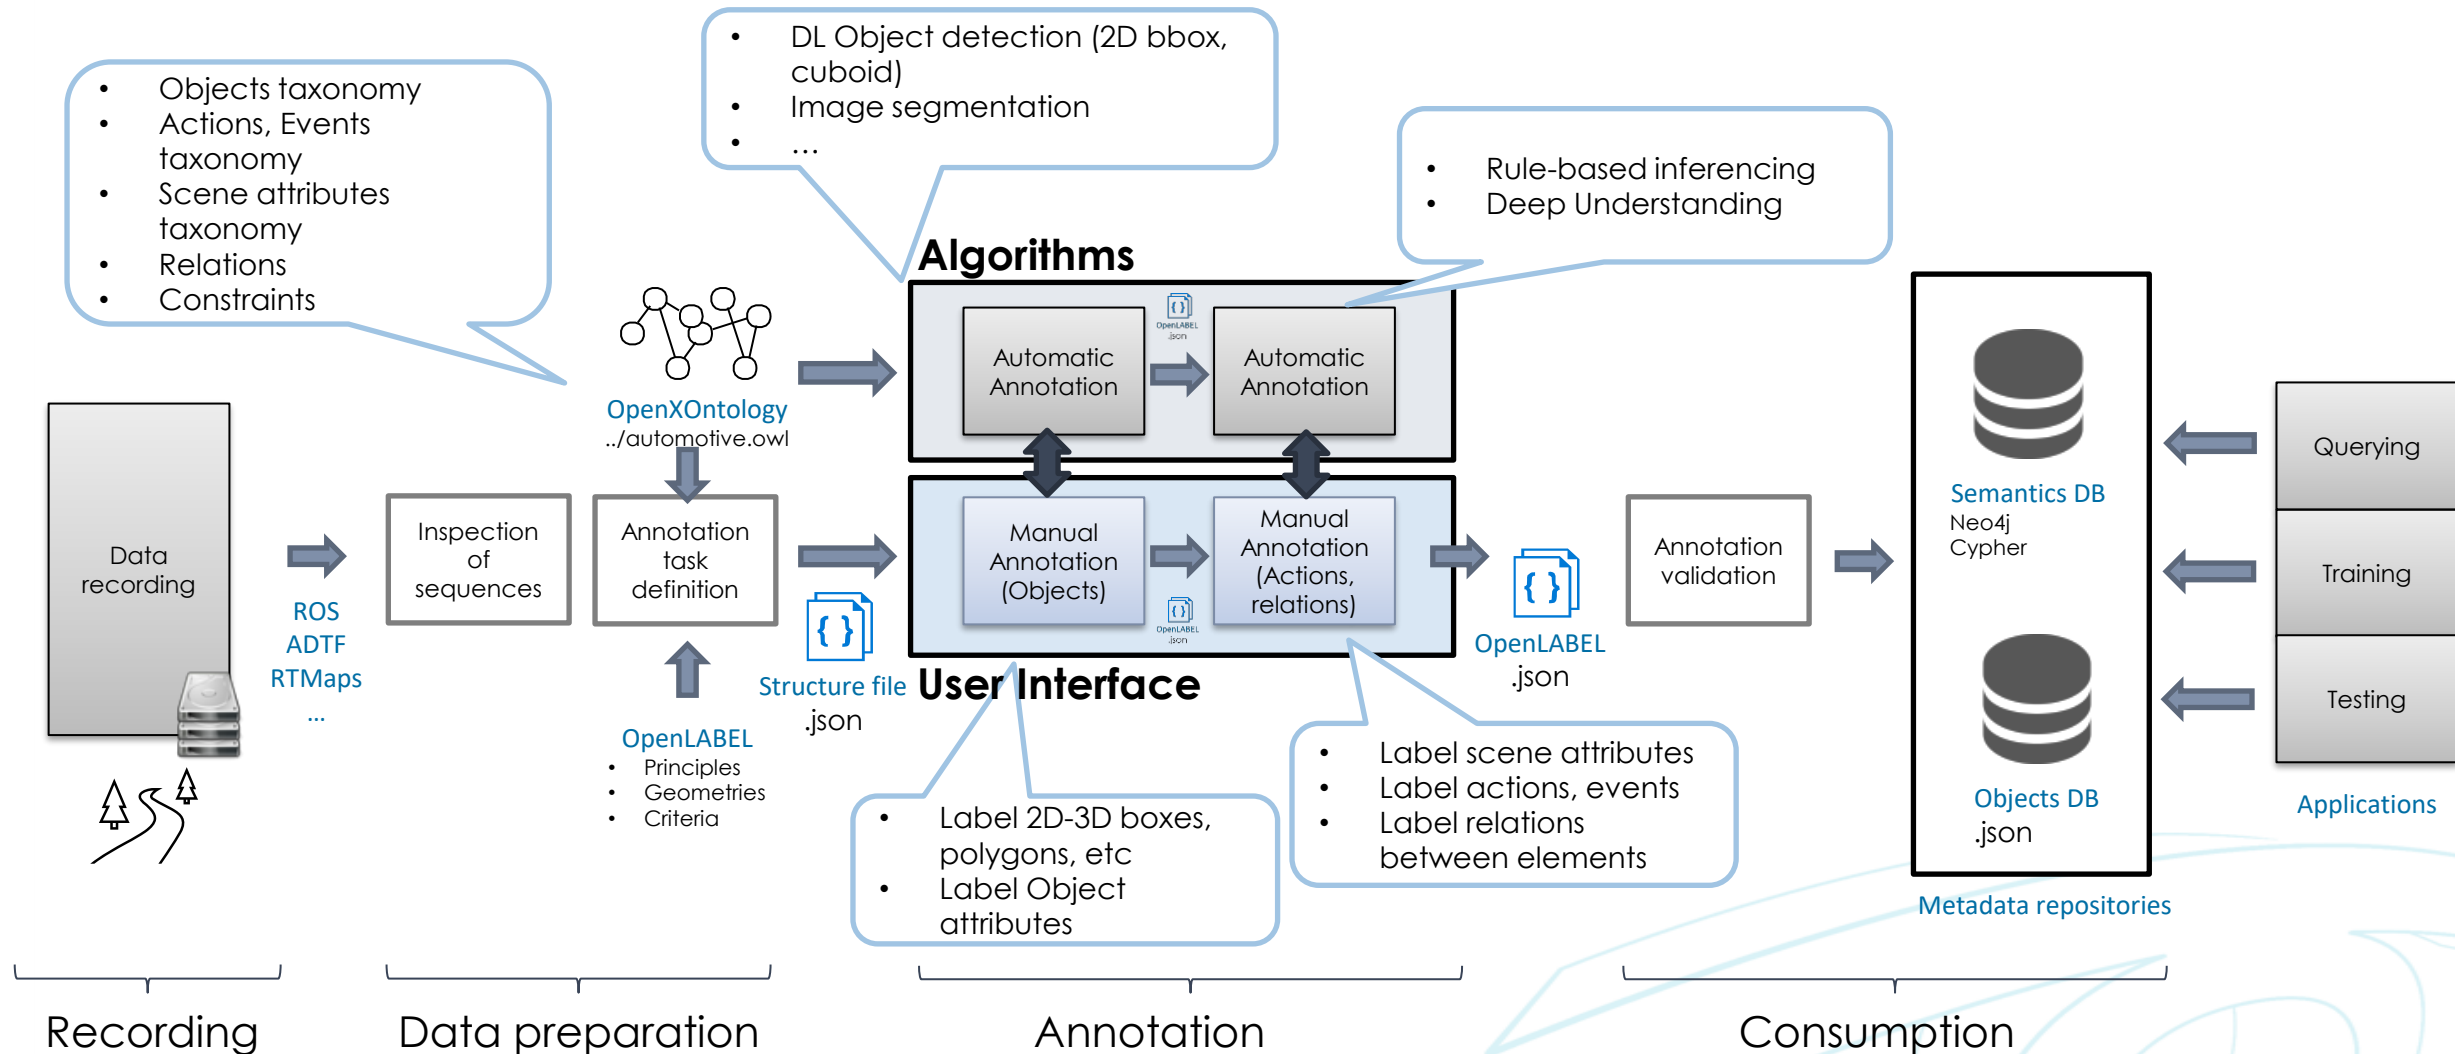 • Objects taxonomy
• Actions, Events
taxonomy
• Scene attributes
taxonomy
• Relations
• Constraints
• DL Object detection (2D bbox,
cuboid)
• Image segmentation
• ...
• Rule-based inferencing
• Deep Understanding
Data
recording
ROS
ADTF
RTMaps
...
Inspection
of
sequences
OpenXOntology
../automotive.owl
Annotation
task
definition
OpenLABEL
• Principles
• Geometries
• Criteria
{ }
Structure file
.json
Algorithms
Automatic
Annotation
{ }
OpenLABEL
.json
Automatic
Annotation
Manual
Annotation
(Objects)
{ }
OpenLABEL
.json
Manual
Annotation
(Actions,
relations)
User Interface
• Label 2D-3D boxes,
polygons, etc
• Label Object
attributes
• Label scene attributes
• Label actions, events
• Label relations
between elements
{ }
OpenLABEL
.json
Annotation
validation
Semantics DB
Neo4j
Cypher
Objects DB
.json
Metadata repositories
Querying
Training
Testing
Applications
Recording
Data preparation
Annotation
Consumption